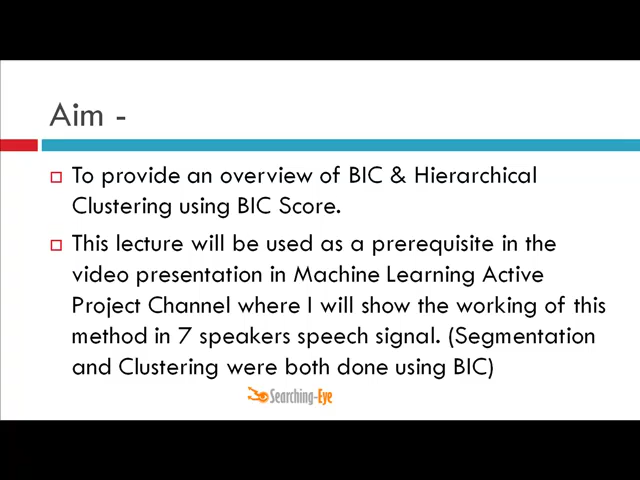 Aim -
To provide an overview of BIC & Hierarchical
Clustering using BIC Score.
This lecture will be used as a prerequisite in the
video presentation in Machine Learning Active
Project Channel where I will show the working of this
method in 7 speakers speech signal. (Segmentation
and Clustering were both done using BIC)
Searching-Eye